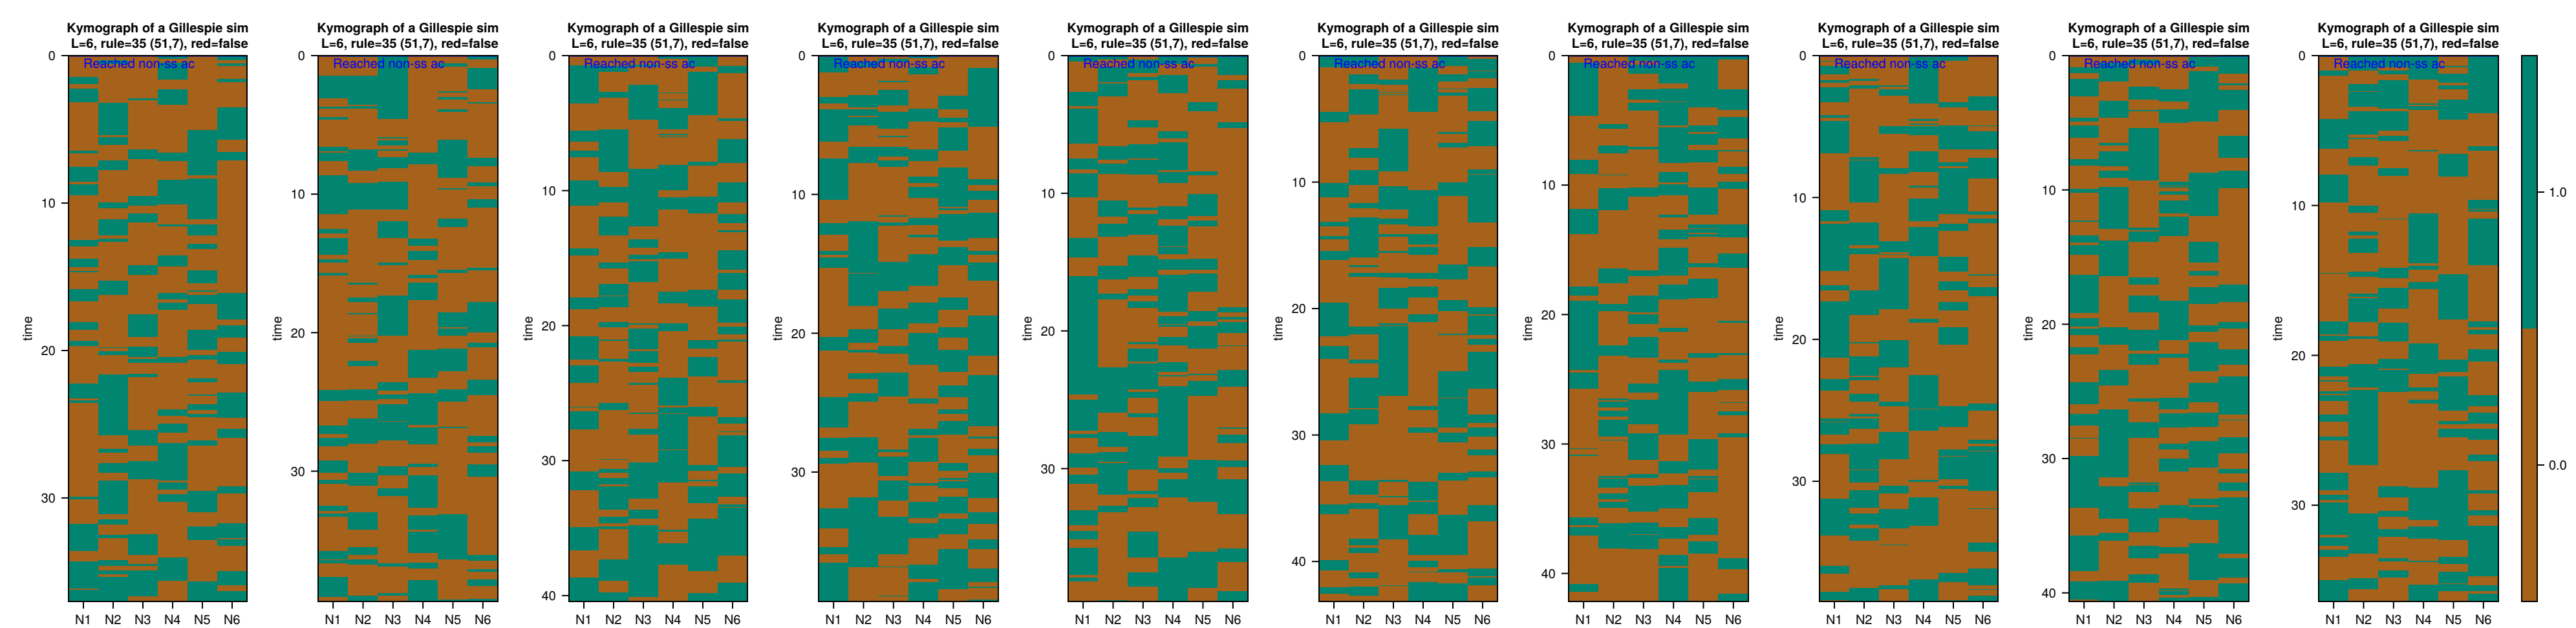 Kymograph of a Gillespie sim
L=6, rule=35 (51,7), red=false
Reached non-ss ac
time
0
10
20
30
N1 N2 N3 N4 N5 N6
Kymograph of a Gillespie sim
L=6, rule=35 (51,7), red=false
Reached non-ss ac
time
0
10
20
30
N1 N2 N3 N4 N5 N6
Kymograph of a Gillespie sim
L=6, rule=35 (51,7), red=false
Reached non-ss ac
time
0
10
20
30
40
N1 N2 N3 N4 N5 N6
Kymograph of a Gillespie sim
L=6, rule=35 (51,7), red=false
Reached non-ss ac
time
0
10
20
30
N1 N2 N3 N4 N5 N6
Kymograph of a Gillespie sim
L=6, rule=35 (51,7), red=false
Reached non-ss ac
time
0
10
20
30
N1 N2 N3 N4 N5 N6
Kymograph of a Gillespie sim
L=6, rule=35 (51,7), red=false
Reached non-ss ac
time
0
10
20
30
40
N1 N2 N3 N4 N5 N6
Kymograph of a Gillespie sim
L=6, rule=35 (51,7), red=false
Reached non-ss ac
time
0
10
20
30
40
N1 N2 N3 N4 N5 N6
Kymograph of a Gillespie sim
L=6, rule=35 (51,7), red=false
Reached non-ss ac
time
0
10
20
30
N1 N2 N3 N4 N5 N6
Kymograph of a Gillespie sim
L=6, rule=35 (51,7), red=false
Reached non-ss ac
time
0
10
20
30
40
N1 N2 N3 N4 N5 N6
Kymograph of a Gillespie sim
L=6, rule=35 (51,7), red=false
Reached non-ss ac
time
0
10
20
30
N1 N2 N3 N4 N5 N6
1.0
0.0